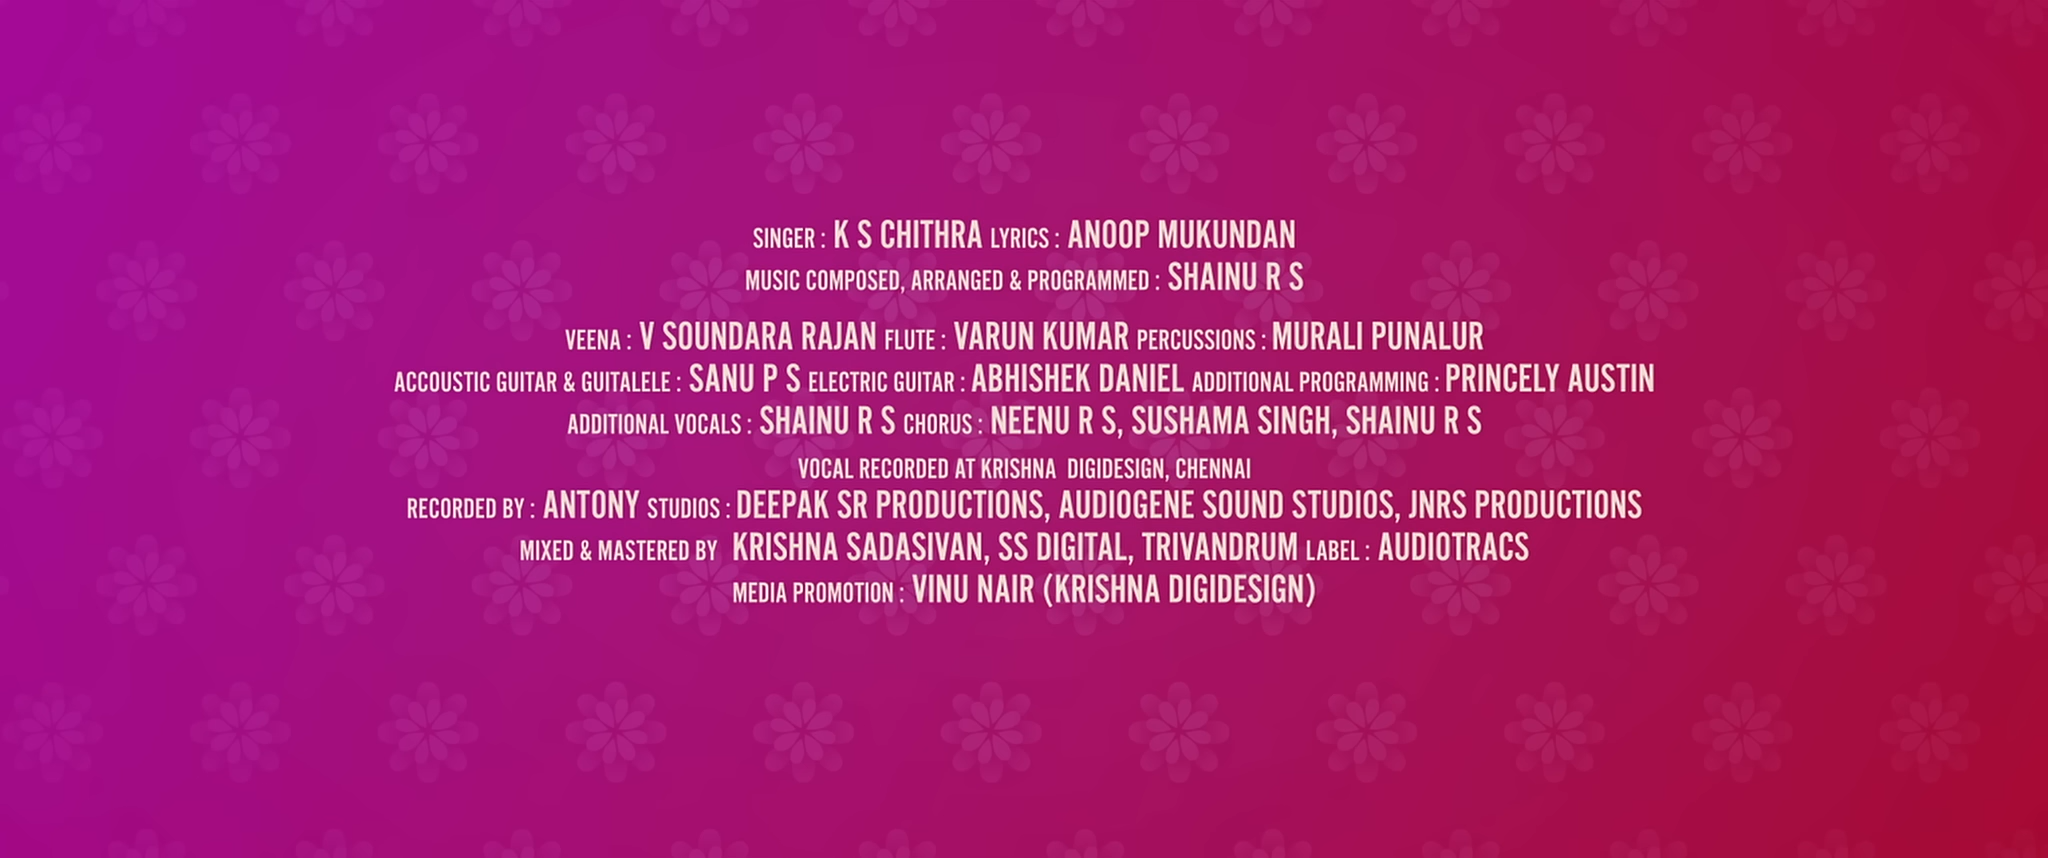 SINGER : K S CHITHRA LYRICS : ANOOP MUKUNDAN
MUSIC COMPOSED, ARRANGED & PROGRAMMED : SHAINU R S
VEENA : V SOUNDARA RAJAN FLUTE : VARUN KUMAR PERCUSSIONS : MURALI PUNALUR
ACCOUSTIC GUITAR & GUITALELE : SANU P S ELECTRIC GUITAR : ABHISHEK DANIEL ADDITIONAL PROGRAMMING : PRINCELY AUSTIN
ADDITIONAL VOCALS : SHAINU R S CHORUS : NEENU R S, SUSHAMA SINGH, SHAINU R S
VOCAL RECORDED AT KRISHNA DIGIDESIGN, CHENNAI
RECORDED BY : ANTONY STUDIOS : DEEPAK SR PRODUCTIONS, AUDIOGENE SOUND STUDIOS, JNRS PRODUCTIONS
MIXED & MASTERED BY KRISHNA SADASIVAN, SS DIGITAL, TRIVANDRUM LABEL : AUDIOTRACS
MEDIA PROMOTION : VINU NAIR (KRISHNA DIGIDESIGN)